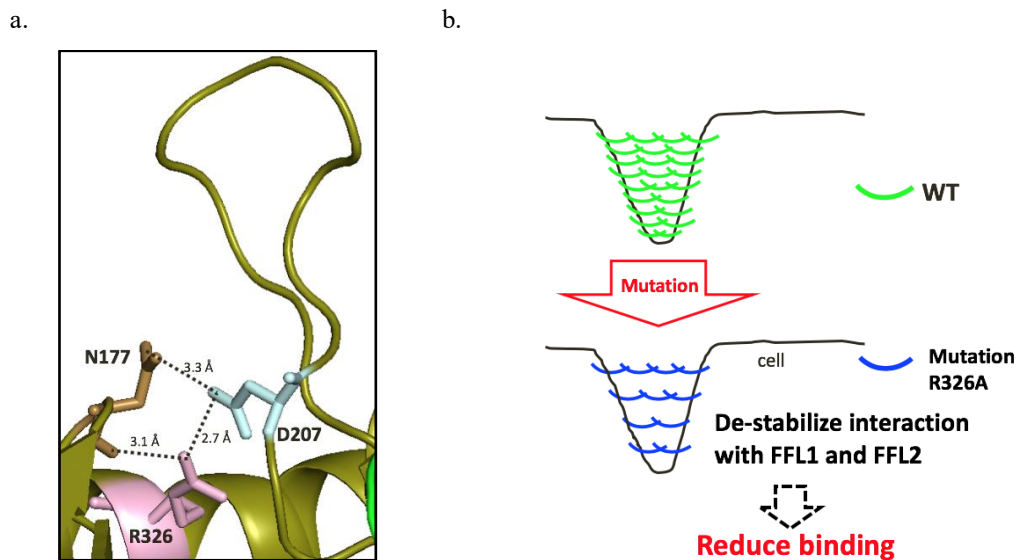 a.
b.
N177
3.3 Å
D207
3.1 Å
2.7 Å
R326
WT
Mutation
cell
Mutation
R326A
De-stabilize interaction
with FFL1 and FFL2
Reduce binding